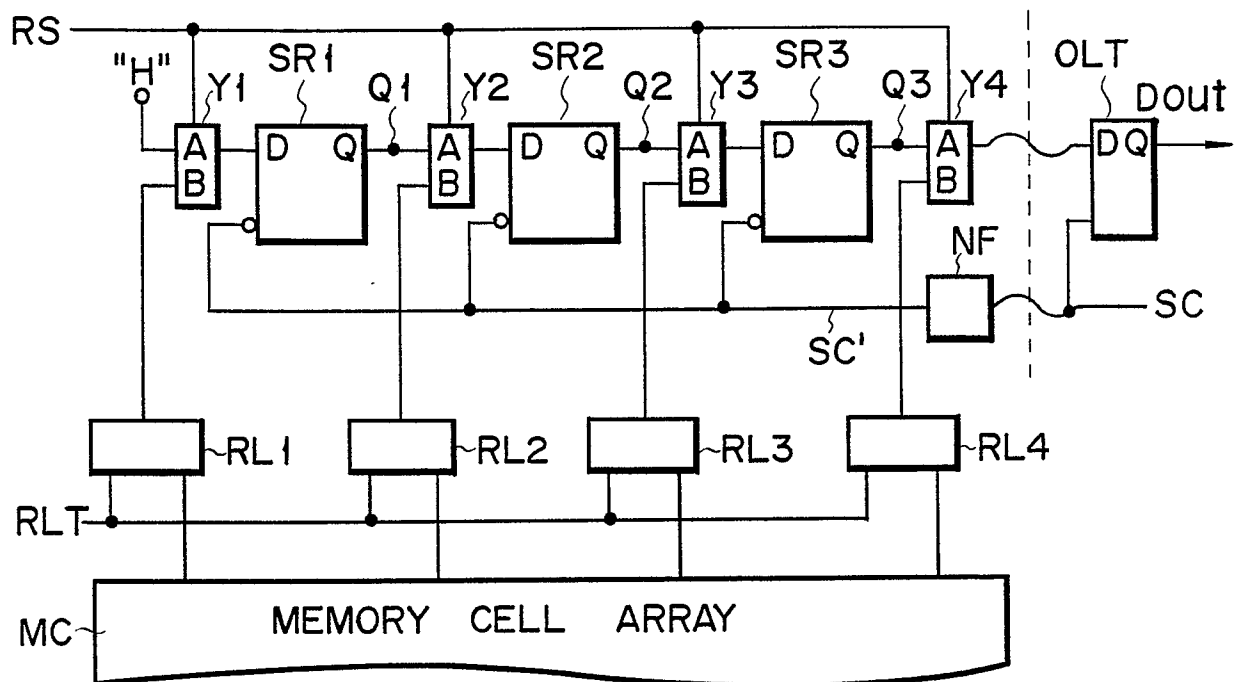 RS
"H"
Y1
SR1
Q1
Y2
SR2
Q2
Y3
SR3
Q3
Y4
OLT
Dout
A
B
D Q
A
B
D Q
A
B
D Q
A
B
DQ
NF
SC
SC'
RL1
RL2
RL3
RL4
RLT
MC
MEMORY CELL ARRAY